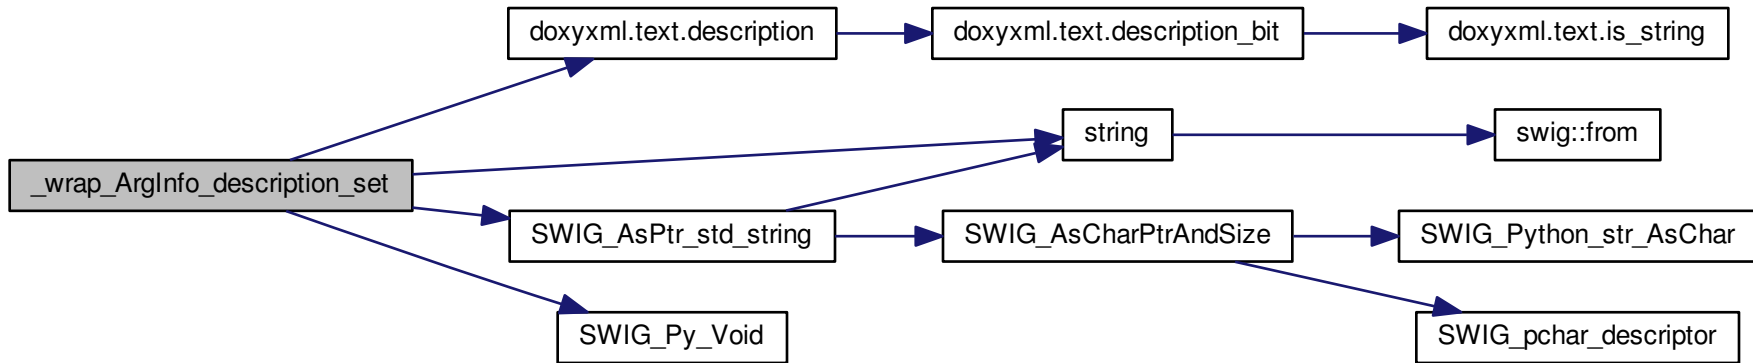 doxyxml.text.description
doxyxml.text.description_bit
doxyxml.text.is_string
string
swig::from
_wrap_ArgInfo_description_set
SWIG_AsPtr_std_string
SWIG_AsCharPtrAndSize
SWIG_Python_str_AsChar
SWIG_Py_Void
SWIG_pchar_descriptor